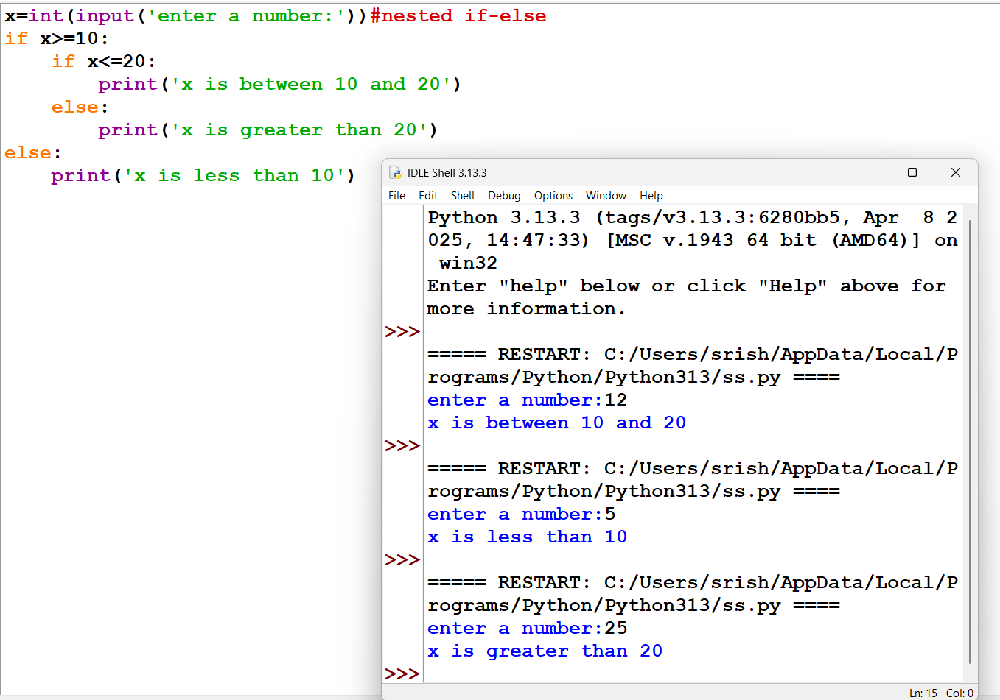 x=int(input('enter a number:'))#nested if-else
if x>=10:
    if x<=20:
        print('x is between 10 and 20')
    else:
        print('x is greater than 20')
else:
    print('x is less than 10')
IDLE Shell 3.13.3
File Edit Shell Debug Options Window Help
Python 3.13.3 (tags/v3.13.3:6280bb5, Apr  8 2
025, 14:47:33) [MSC v.1943 64 bit (AMD64)] on
 win32
Enter "help" below or click "Help" above for
more information.
>>>
===== RESTART: C:/Users/srish/AppData/Local/P
rograms/Python/Python313/ss.py ====
enter a number:12
x is between 10 and 20
>>>
===== RESTART: C:/Users/srish/AppData/Local/P
rograms/Python/Python313/ss.py ====
enter a number:5
x is less than 10
>>>
===== RESTART: C:/Users/srish/AppData/Local/P
rograms/Python/Python313/ss.py ====
enter a number:25
x is greater than 20
>>>
Ln: 15 Col: 0